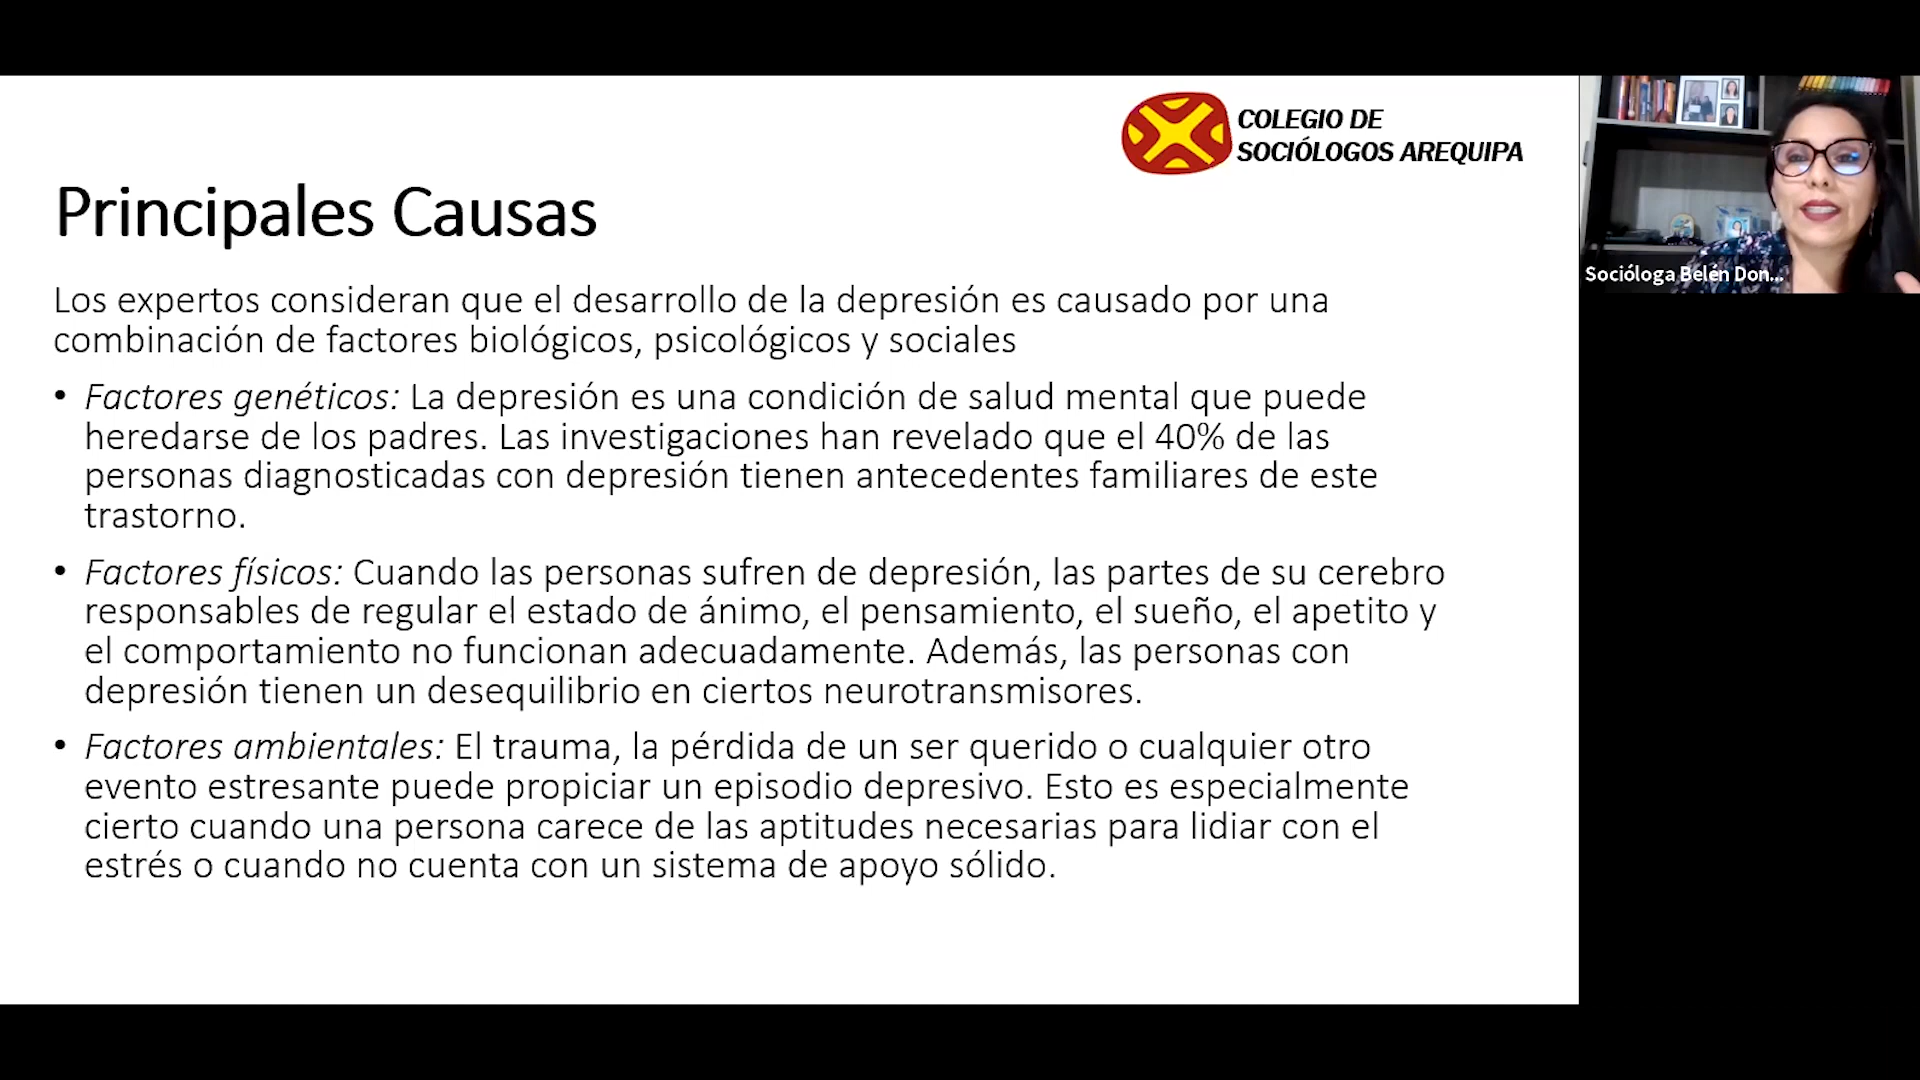 COLEGIO DE
SOCIÓLOGOS AREQUIPA
Principales Causas
Los expertos consideran que el desarrollo de la depresión es causado por una
combinación de factores biológicos, psicológicos y sociales
• Factores genéticos: La depresión es una condición de salud mental que puede
heredarse de los padres. Las investigaciones han revelado que el 40% de las
personas diagnosticadas con depresión tienen antecedentes familiares de este
trastorno.
• Factores físicos: Cuando las personas sufren de depresión, las partes de su cerebro
responsables de regular el estado de ánimo, el pensamiento, el sueño, el apetito y
el comportamiento no funcionan adecuadamente. Además, las personas con
depresión tienen un desequilibrio en ciertos neurotransmisores.
• Factores ambientales: El trauma, la pérdida de un ser querido o cualquier otro
evento estresante puede propiciar un episodio depresivo. Esto es especialmente
cierto cuando una persona carece de las aptitudes necesarias para lidiar con el
estrés o cuando no cuenta con un sistema de apoyo sólido.
Socióloga Belén Don...